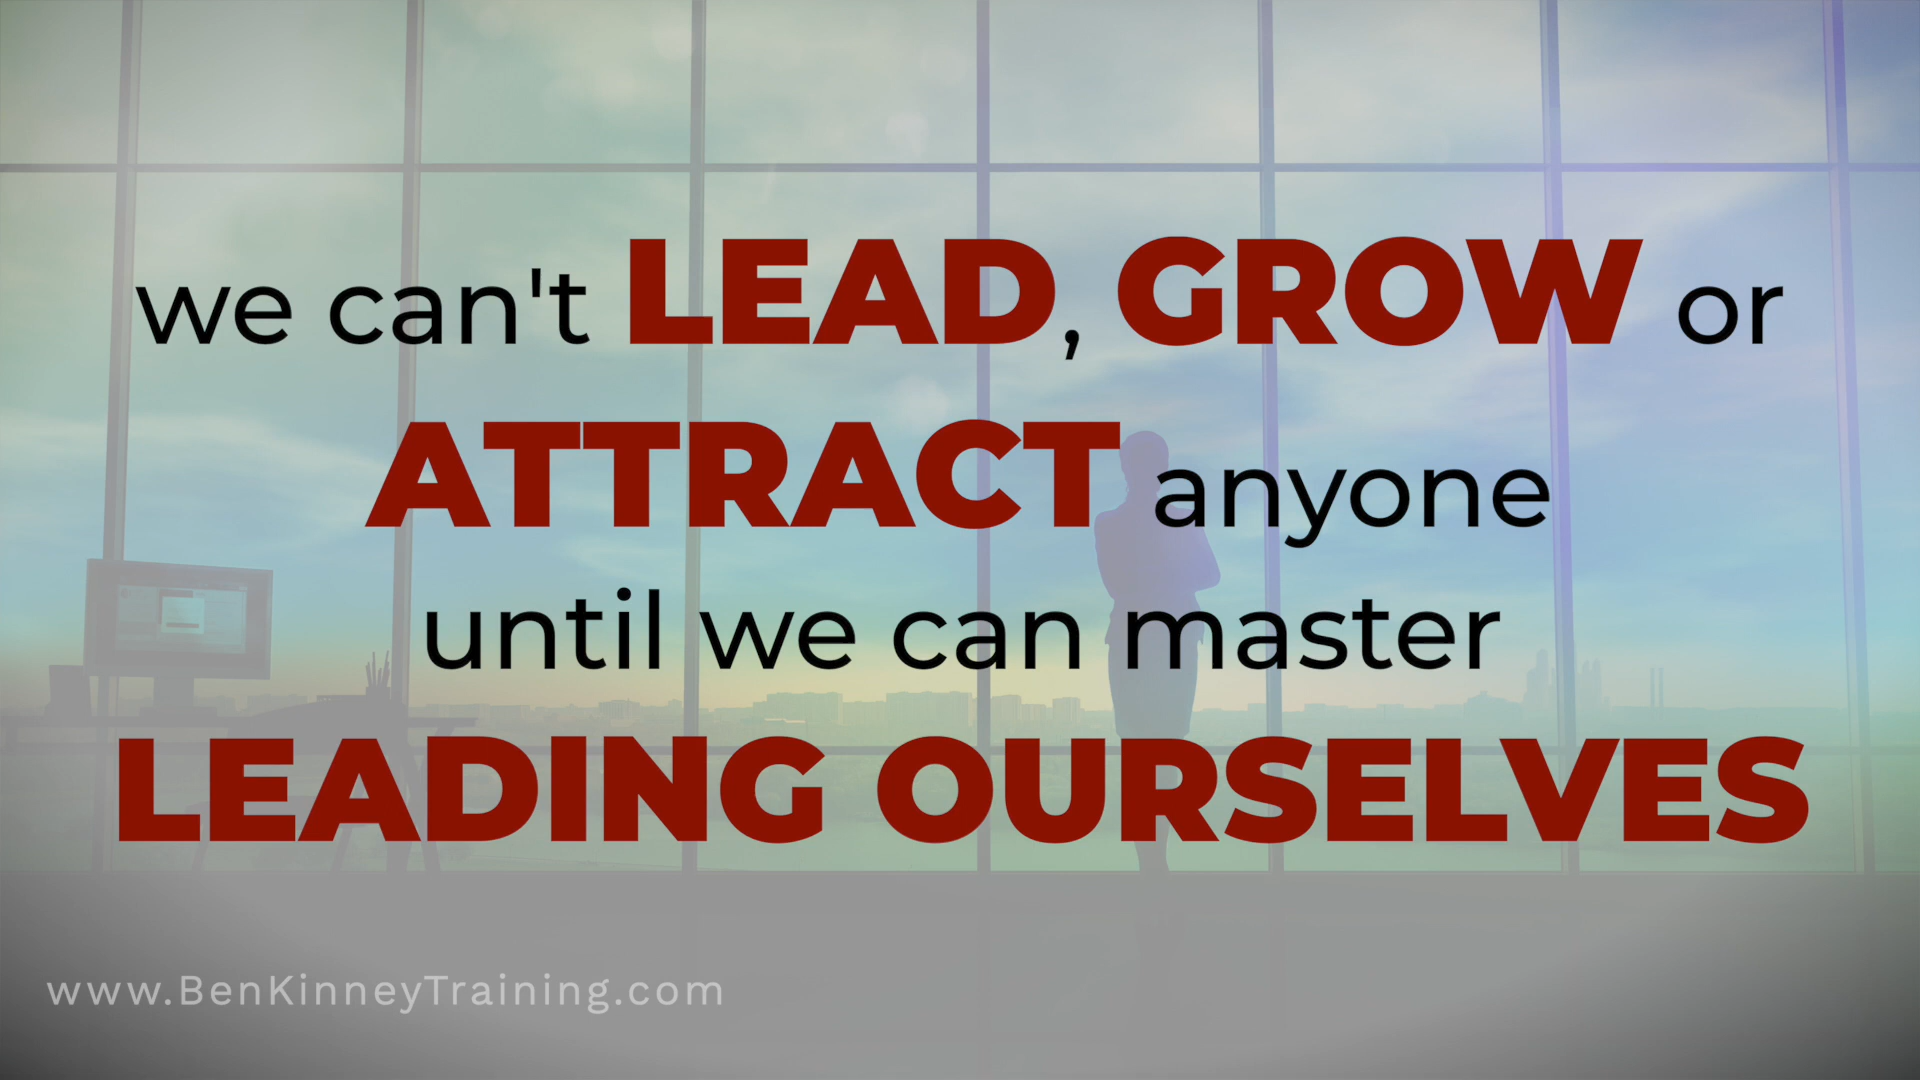 we can't LEAD, GROW or
ATTRACT anyone
until we can master
LEADING OURSELVES
www.BenKinneyTraining.com